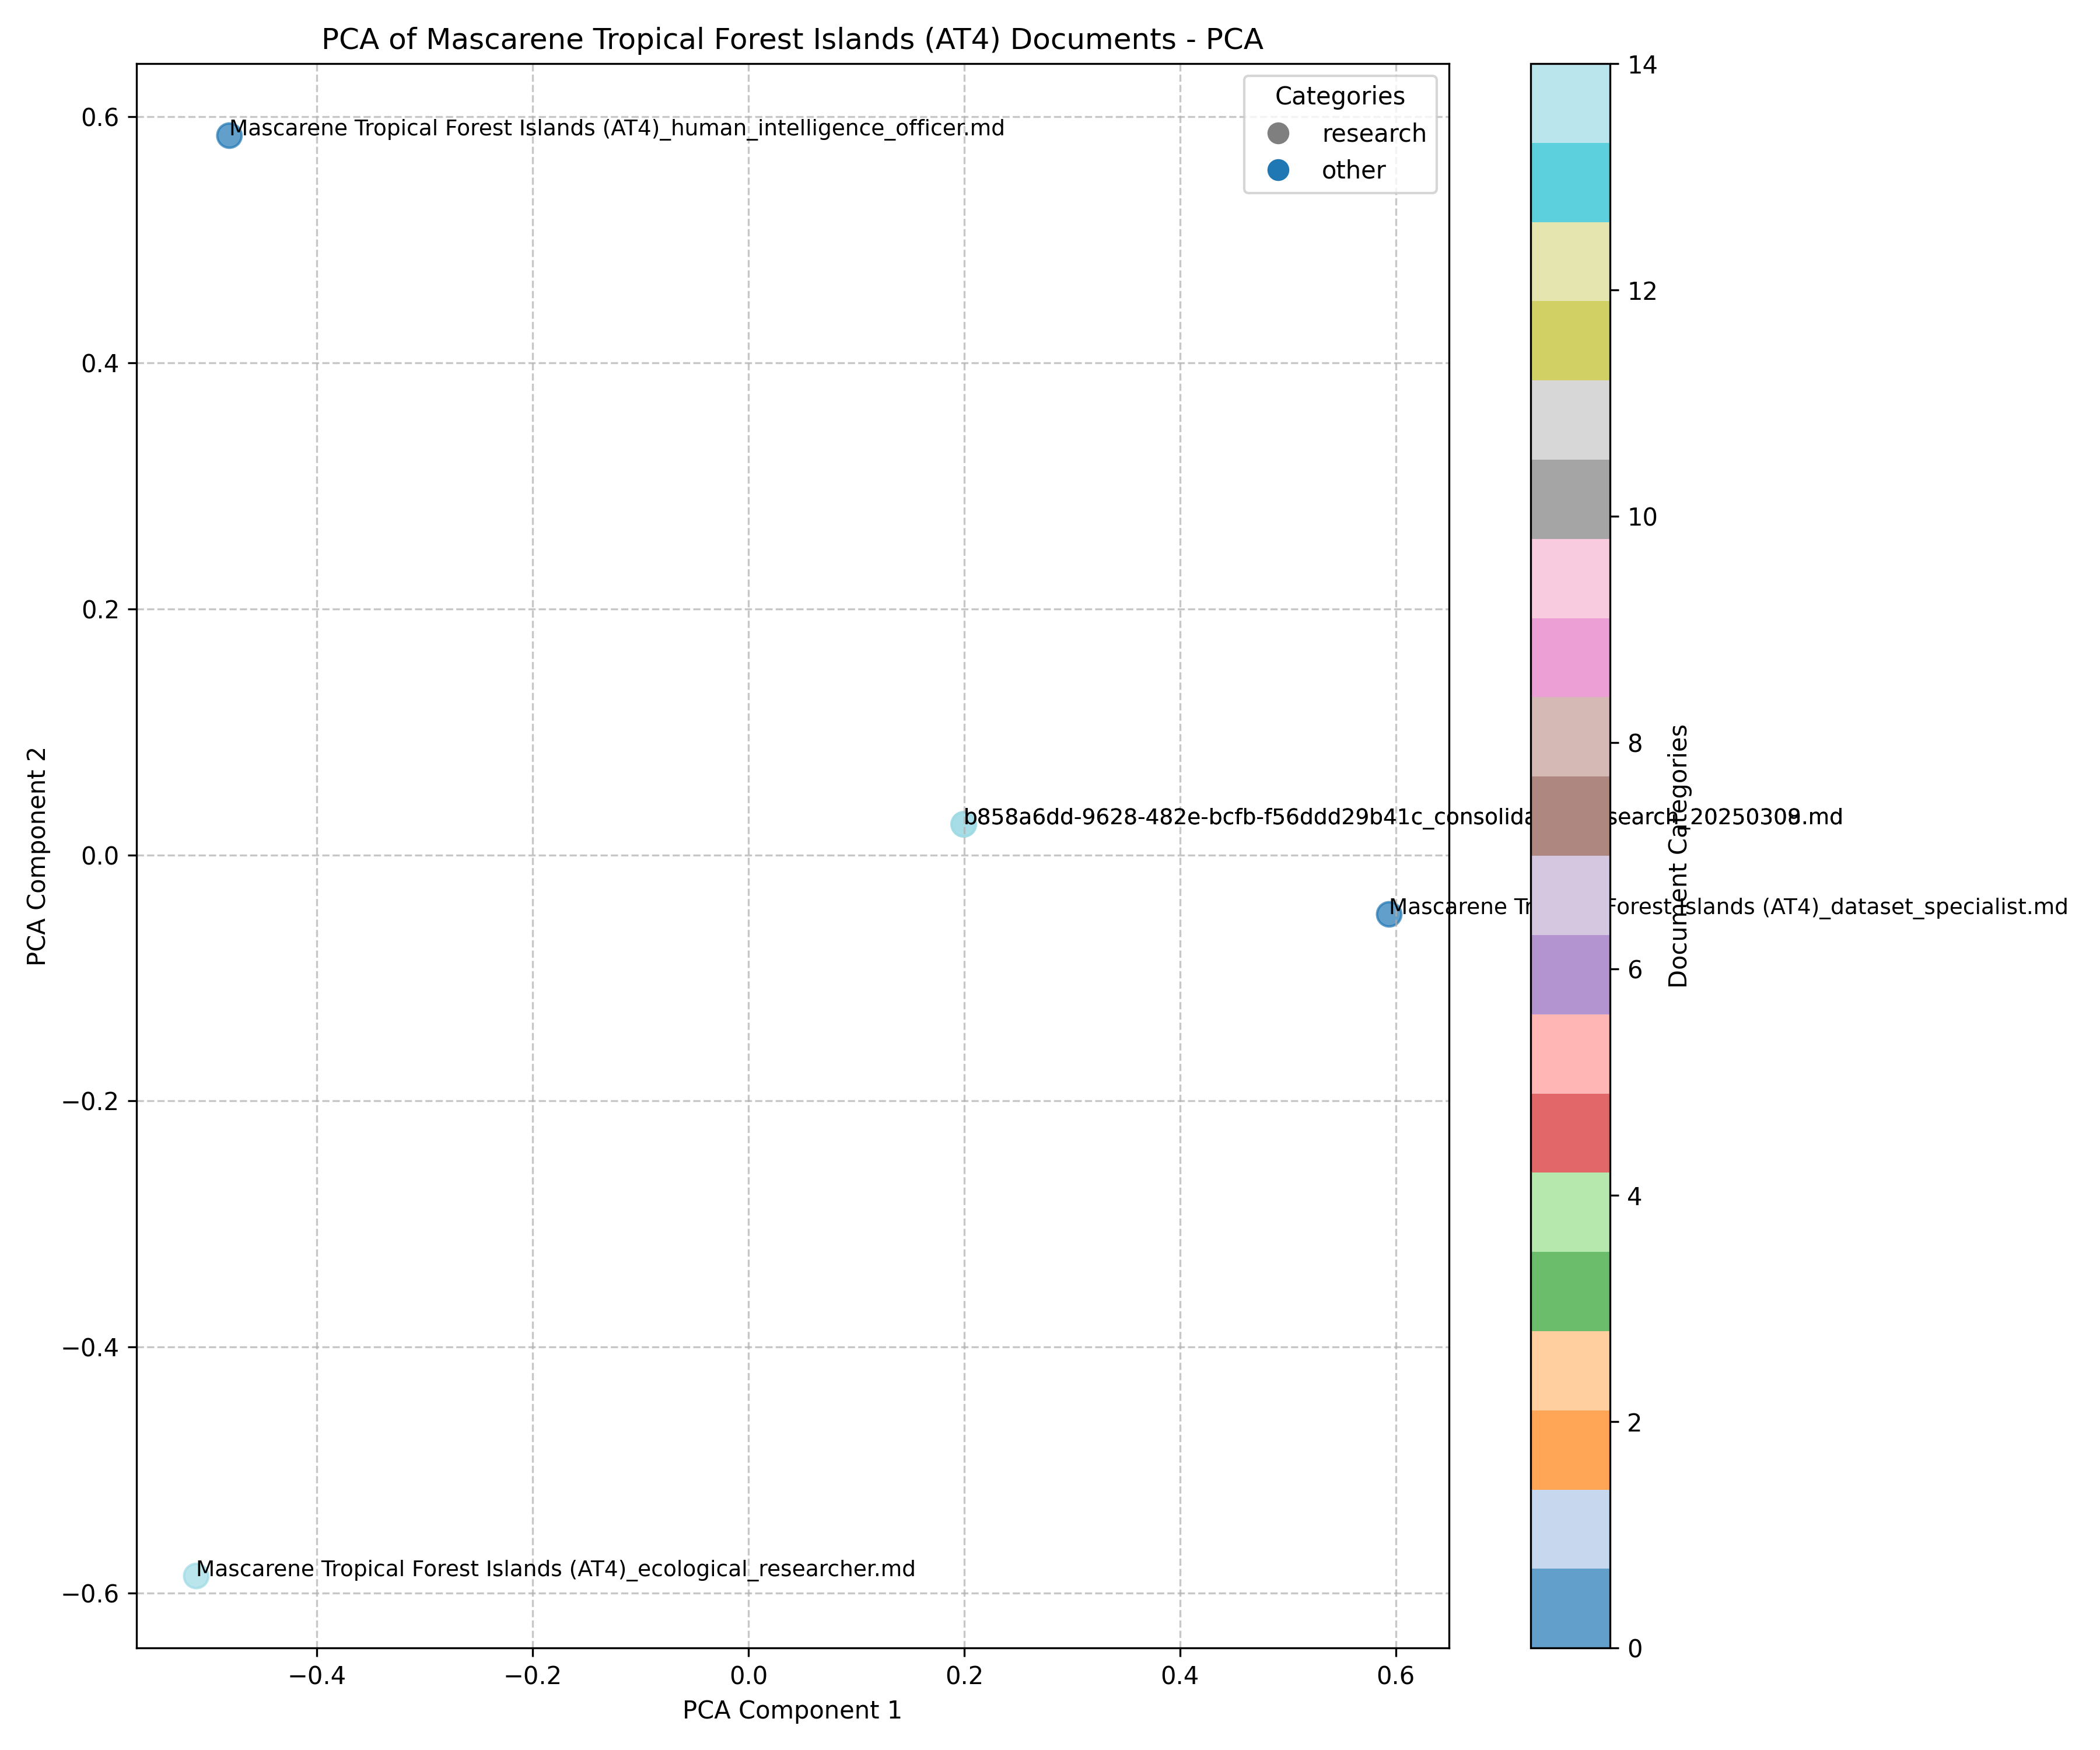 PCA of Mascarene Tropical Forest Islands (AT4) Documents - PCA
Categories
research
other
Mascarene Tropical Forest Islands (AT4)_human_intelligence_officer.md
b858a6dd-9628-482e-bcfb-f56ddd29b41c_consolida search_2025030 .md
Mascarene Tr Forest Islands (AT4)_dataset_specialist.md
Mascarene Tropical Forest Islands (AT4)_ecological_researcher.md
0.6
0.4
0.2
0.0
−0.2
−0.4
−0.6
PCA Component 2
−0.4
−0.2
0.0
0.2
0.4
0.6
PCA Component 1
14
12
10
8
6
4
2
0
Document Categories